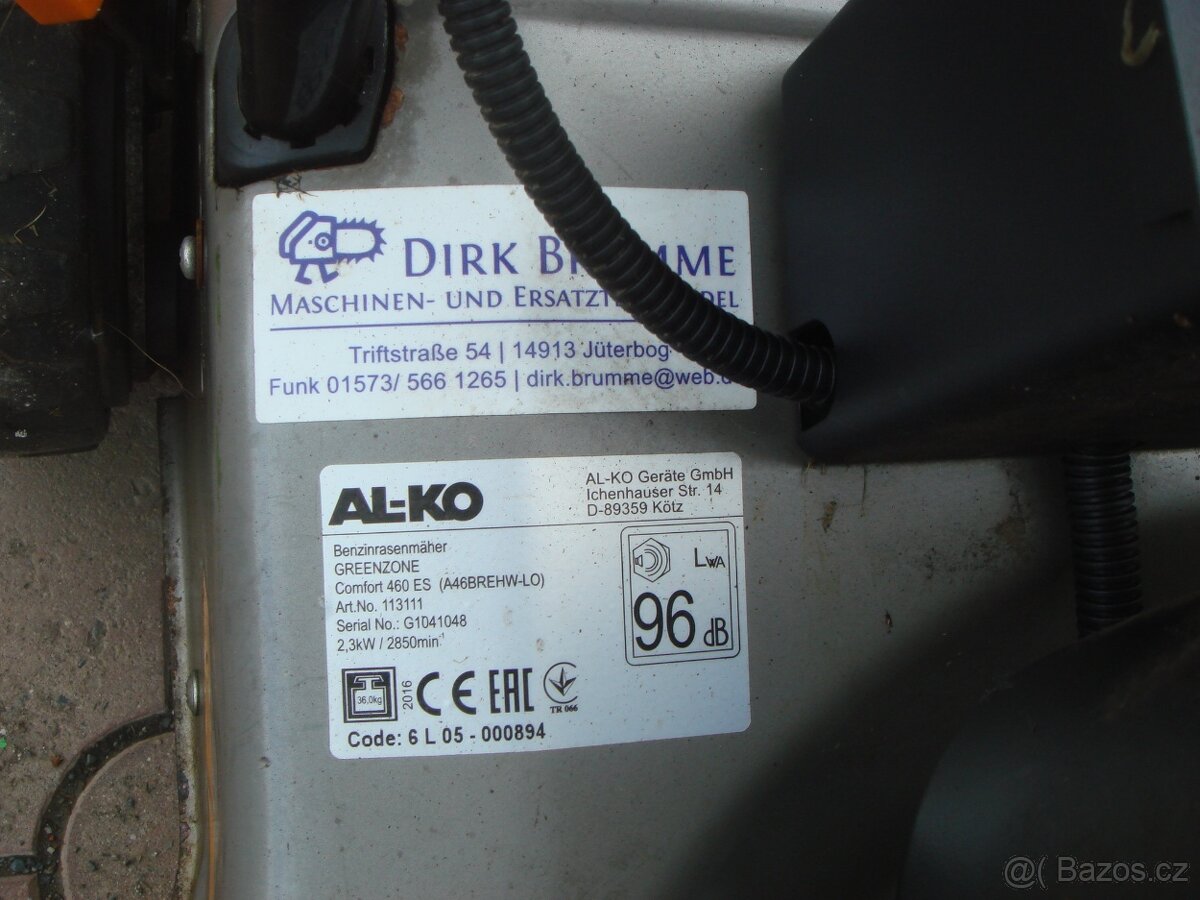 DIRK
MASCHINEN- UND
Triftstraße 54 | 14913 Jüterbog
Funk 01573/ 566 1265 | dirk.brumme@web.d
AL-KO
AL-KO Geräte GmbH
Ichenhauser Str. 14
D-89359 Kötz
Benzinrasenmäher
GREENZONE
Comfort 460 ES (A46BREHW-LO)
Art.No. 113111
Serial No.: G1041048
2,3kW / 2850min⁻¹
LWA
96 dB
36,0kg
2016
CE EAC
TR 066
Code: 6 L 05 - 000894
@( Bazos.cz